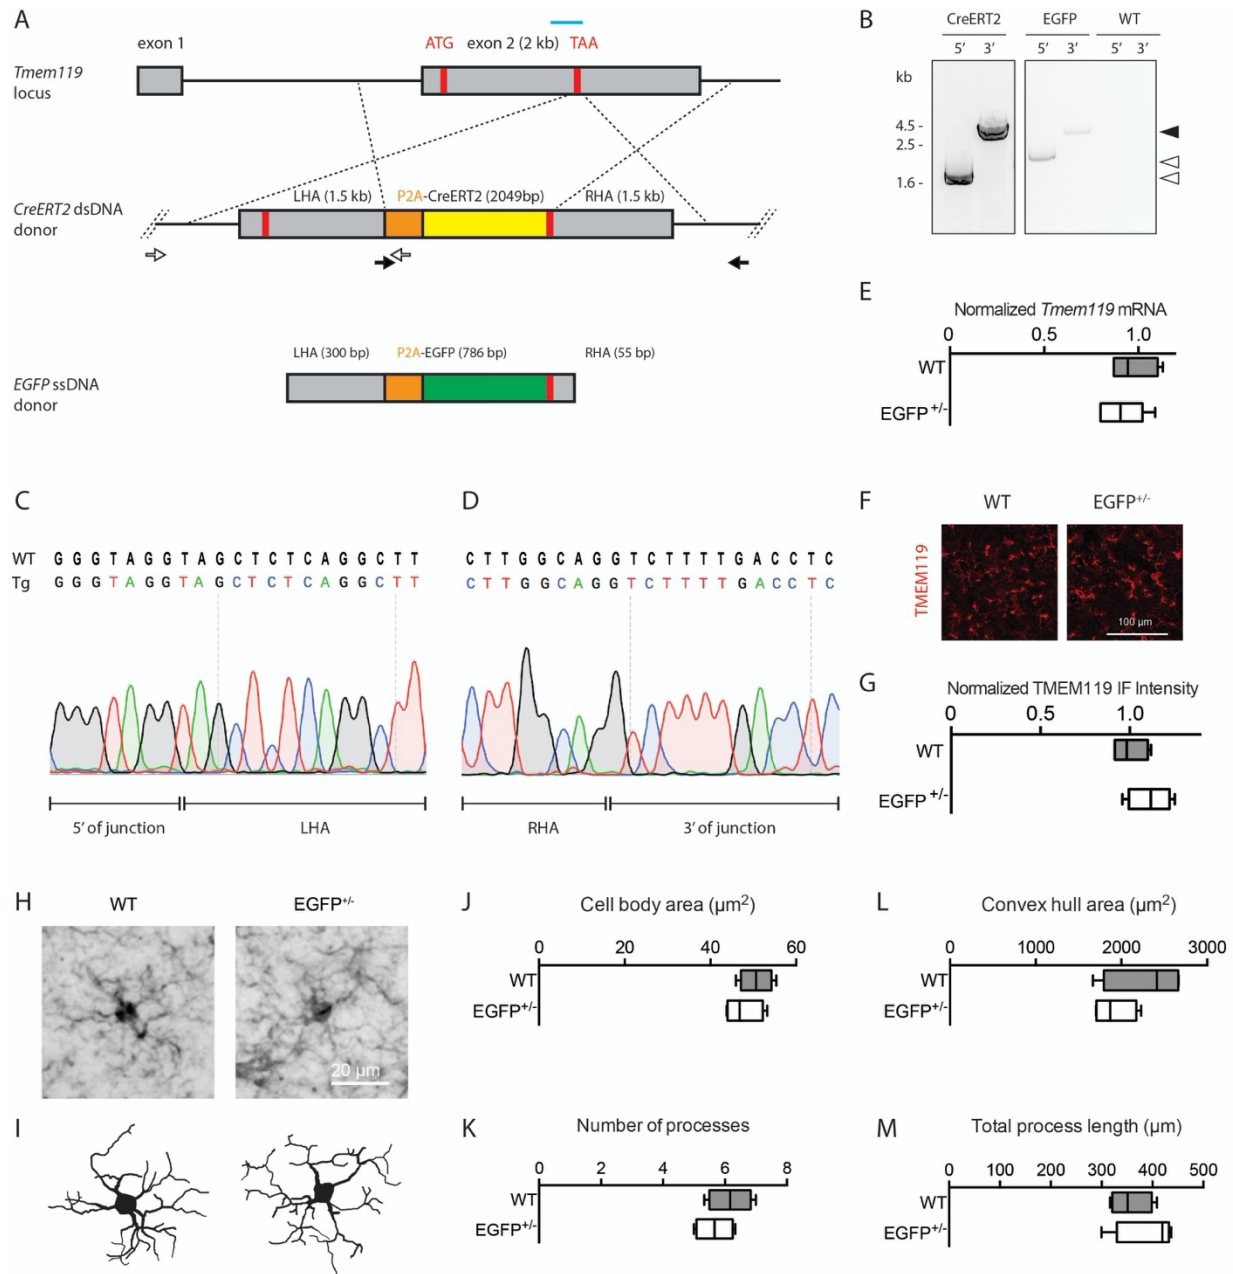 A
exon 1
ATG exon 2 (2 kb) TAA
Tmem119
locus
LHA (1.5 kb) P2A-CreERT2 (2049bp) RHA (1.5 kb)
CreERT2 dsDNA
donor
LHA (300 bp) P2A-EGFP (786 bp) RHA (55 bp)
EGFP ssDNA
donor
B
CreERT2 EGFP WT
5′ 3′ 5′ 3′ 5′ 3′
kb
4.5 -
2.5 -
1.6 -
E
Normalized Tmem119 mRNA
0 0.5 1.0
WT
EGFP+/-
C
WT G G G T A G G T A G C T C T C A G G C T T
Tg G G G T A G G T A G C T C T C A G G C T T
5′ of junction LHA
D
C T T G G C A G G T C T T T T G A C C T C
C T T G G C A G G T C T T T T G A C C T C
RHA 3′ of junction
F
WT EGFP+/-
TMEM119
100 µm
G
Normalized TMEM119 IF Intensity
0 0.5 1.0
WT
EGFP +/-
H
WT EGFP+/-
20 µm
I
J
Cell body area (µm2)
0 20 40 60
WT
EGFP+/-
L
Convex hull area (µm2)
0 1000 2000 3000
WT
EGFP+/-
K
Number of processes
0 2 4 6 8
WT
EGFP+/-
M
Total process length (µm)
0 100 200 300 400 500
WT
EGFP+/-